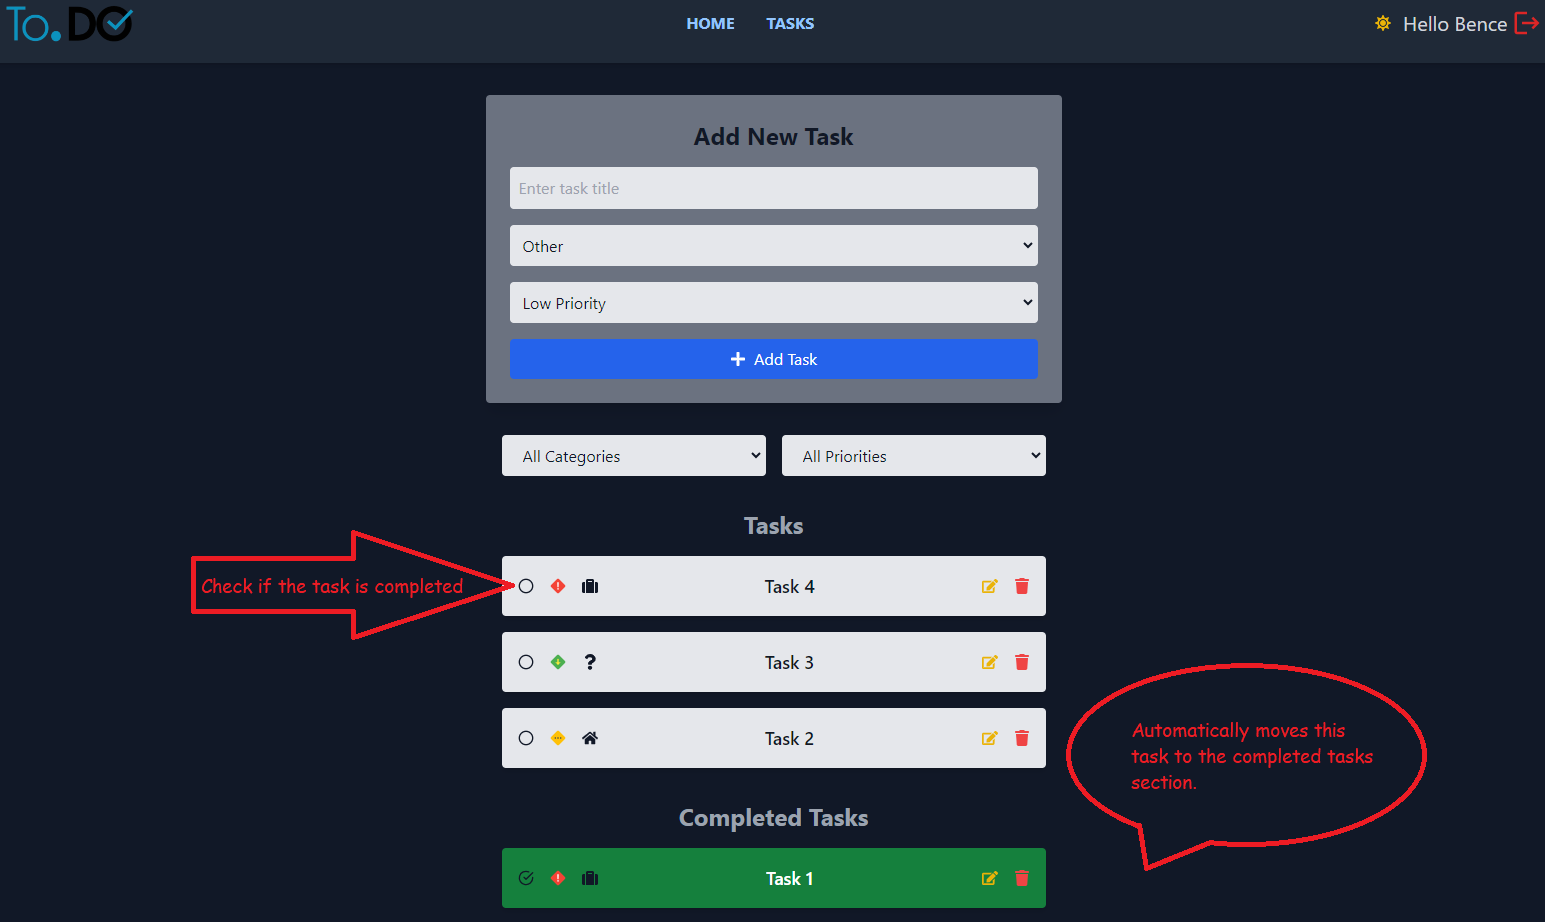 To.DO
HOME
TASKS
Hello Bence
Add New Task
Enter task title
Other
Low Priority
Add Task
All Categories
All Priorities
Tasks
Check if the task is completed
Task 4
?
Task 3
Task 2
Automatically moves this
task to the completed tasks
section.
Completed Tasks
Task 1